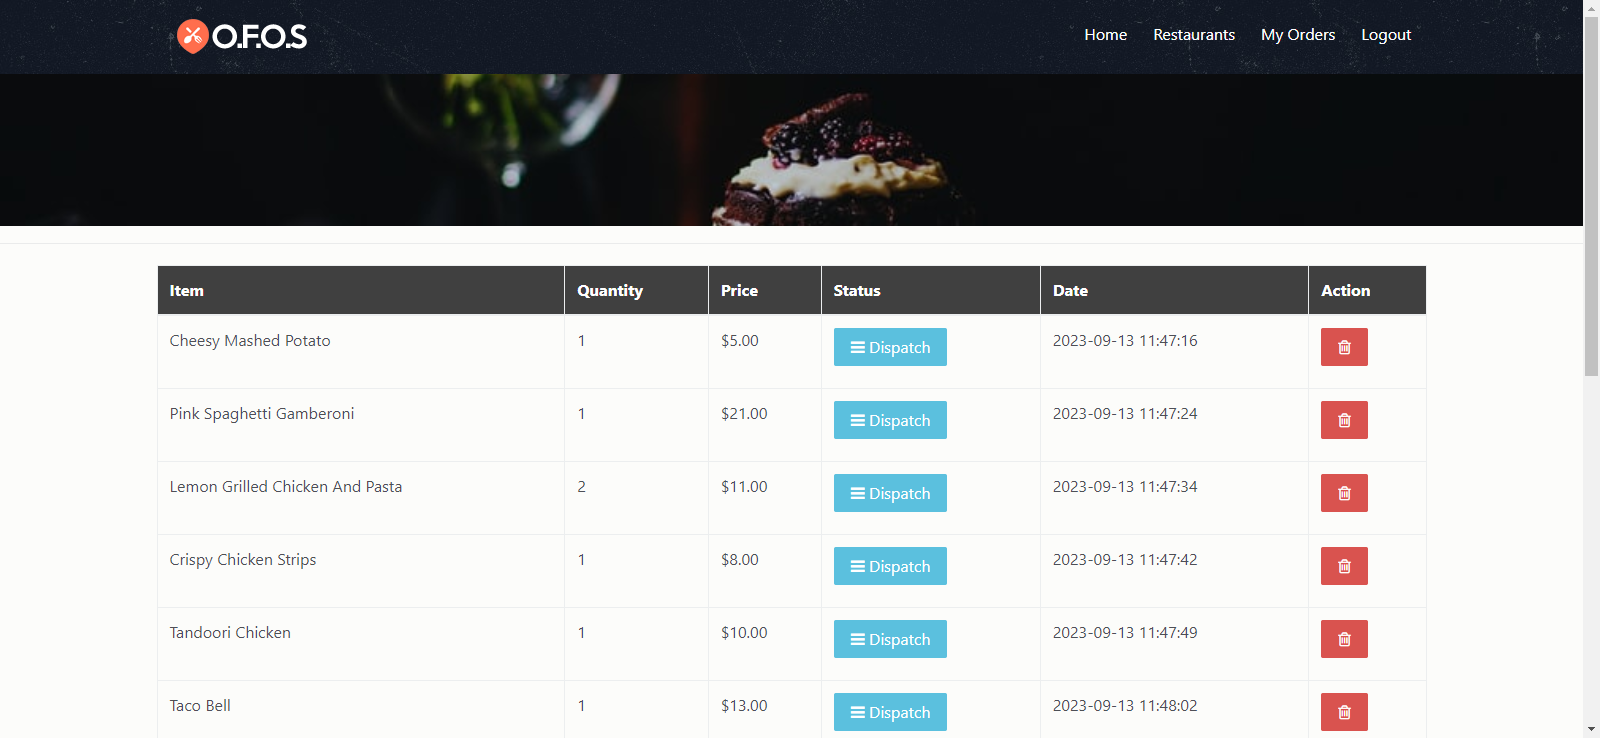 O.F.O.S
Home Restaurants My Orders Logout
Item Quantity Price Status Date Action
Cheesy Mashed Potato 1 $5.00 Dispatch 2023-09-13 11:47:16
Pink Spaghetti Gamberoni 1 $21.00 Dispatch 2023-09-13 11:47:24
Lemon Grilled Chicken And Pasta 2 $11.00 Dispatch 2023-09-13 11:47:34
Crispy Chicken Strips 1 $8.00 Dispatch 2023-09-13 11:47:42
Tandoori Chicken 1 $10.00 Dispatch 2023-09-13 11:47:49
Taco Bell 1 $13.00 Dispatch 2023-09-13 11:48:02